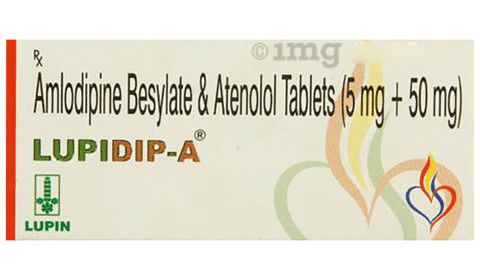 1mg
Rx
Amlodipine Besylate & Atenolol Tablets (5 mg + 50 mg)
LUPIDIP-A®
LUPIN